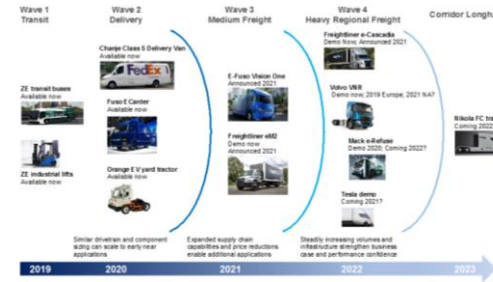 Wave 1
Transit
Wave 2
Delivery
Wave 3
Medium Freight
Wave 4
Heavy Regional Freight
Corridor Longh
ZE transit buses
Available now
ZE industrial lifts
Available now
Chanje Class 5 Delivery Van
Available now
FedEx
Fuso E Canter
Available now
Orange E V yard tractor
Available now
E-Fuso Vision One
Announced 2021
Freightliner eM2
Demo now
Announced 2021
Freightliner e-Cascadia
Demo Now; Announced 2021
Volvo VNR
Demo now; 2019 Europe; 2021 NA?
Mack e-Refuse
Demo 2020; Coming 2022?
Tesla demo
Coming 2021?
Nikola FC tra
Coming 2022
Similar drivetrain and component
sizing can scale to early near
applications
Expanded supply chain
capabilities and price reductions
enable additional applications
Steadily increasing volumes and
infrastructure strengthen business
case and performance confidence
2019
2020
2021
2022
2023